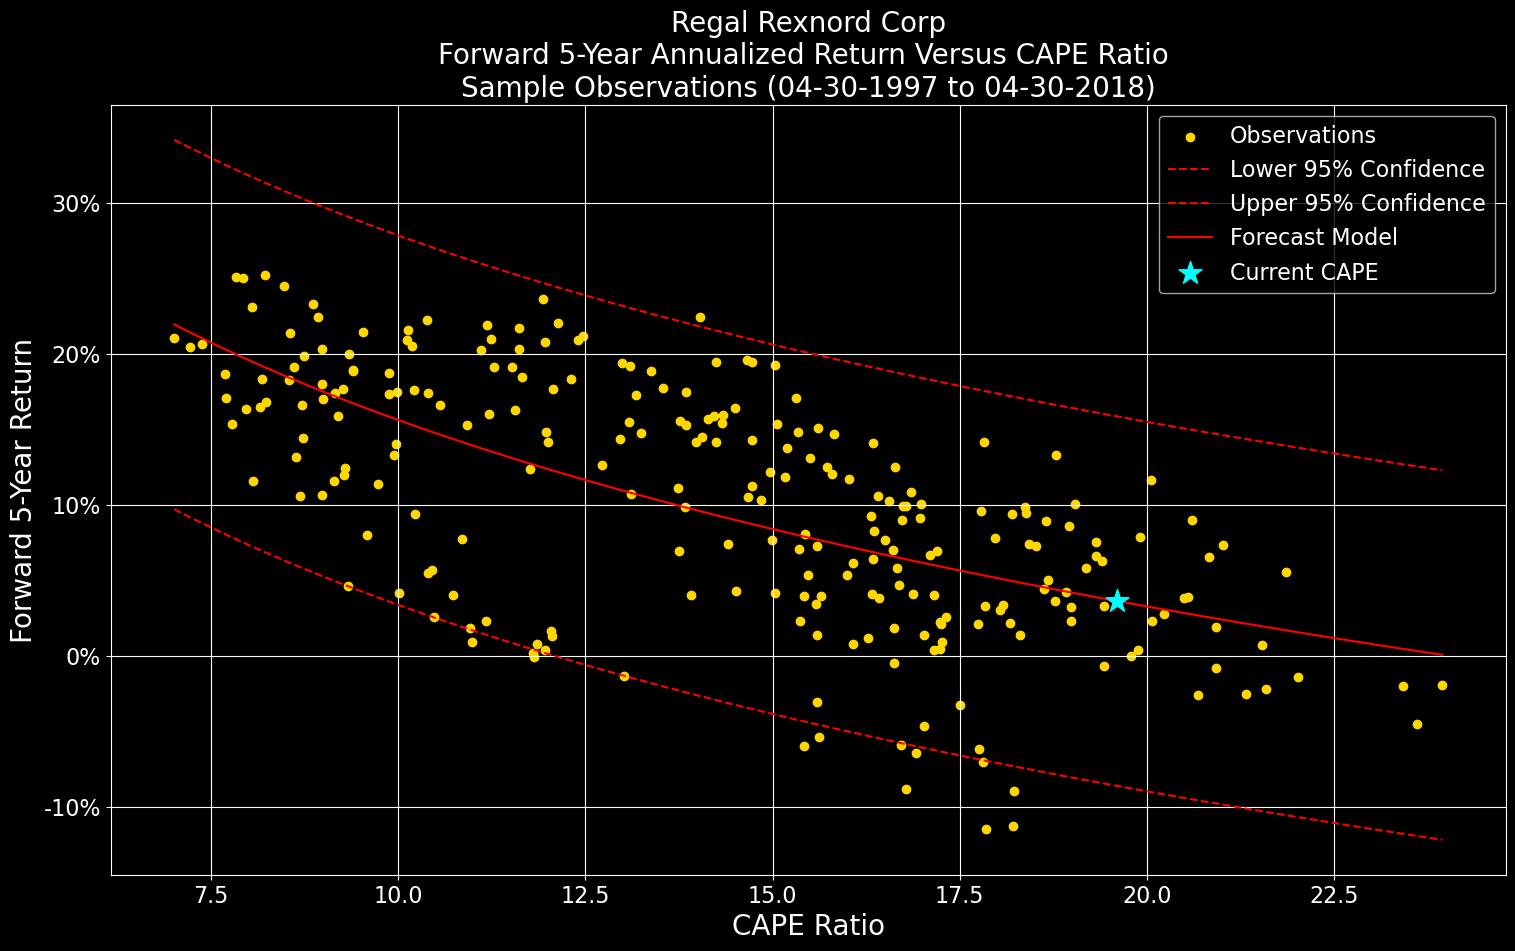 Regal Rexnord Corp
Forward 5-Year Annualized Return Versus CAPE Ratio
Sample Observations (04-30-1997 to 04-30-2018)
Observations
Lower 95% Confidence
Upper 95% Confidence
Forecast Model
Current CAPE
Forward 5-Year Return
30%
20%
10%
0%
-10%
7.5 10.0 12.5 15.0 17.5 20.0 22.5
CAPE Ratio